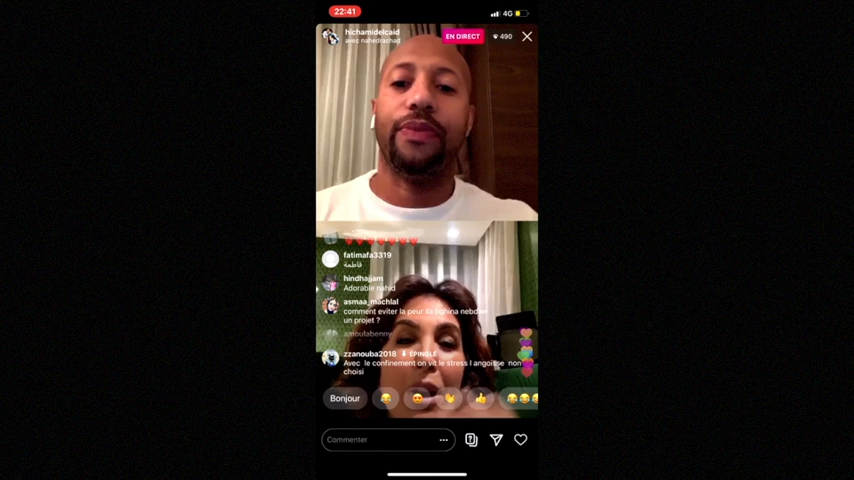 22:41
4G
hichamidelcaid
avec nahedrachad
EN DIRECT
490
fatimafa3319
فاطمة
hindhajjam
Adorable nahid
asmaa_machlal
comment eviter la peur ila bghina nebda
un projet ?
zzanouba2018 ÉPINGLÉ
Avec le confinement on vit le stress l angoisse non
choisi
Bonjour
Commenter